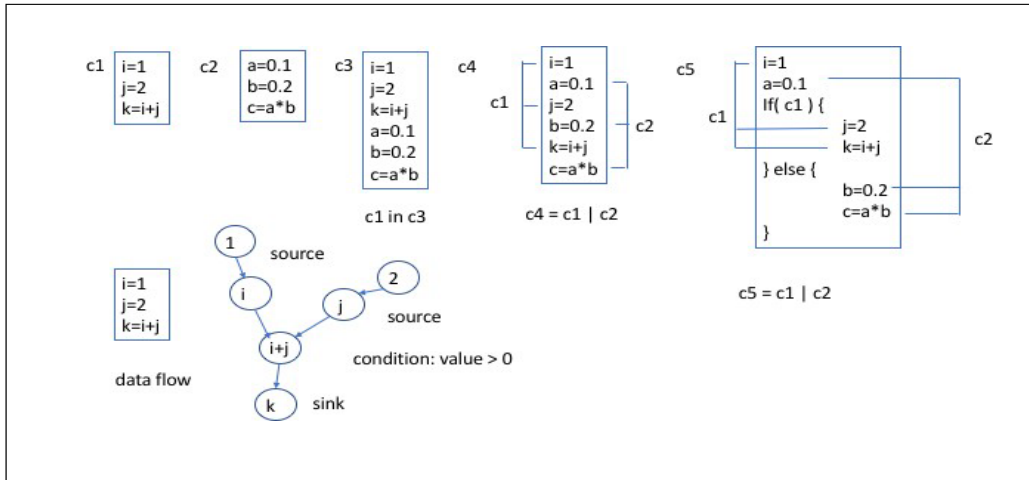 c1
i=1
j=2
k=i+j
c2
a=0.1
b=0.2
c=a*b
c3
i=1
j=2
k=i+j
a=0.1
b=0.2
c=a*b
c1 in c3
c4
c1
i=1
a=0.1
j=2
b=0.2
k=i+j
c=a*b
c2
c4 = c1 | c2
c5
c1
i=1
a=0.1
If( c1 ) {
j=2
k=i+j
} else {
b=0.2
c=a*b
}
c2
c5 = c1 | c2
i=1
j=2
k=i+j
data flow
1
source
i
2
j
source
i+j
condition: value > 0
k
sink